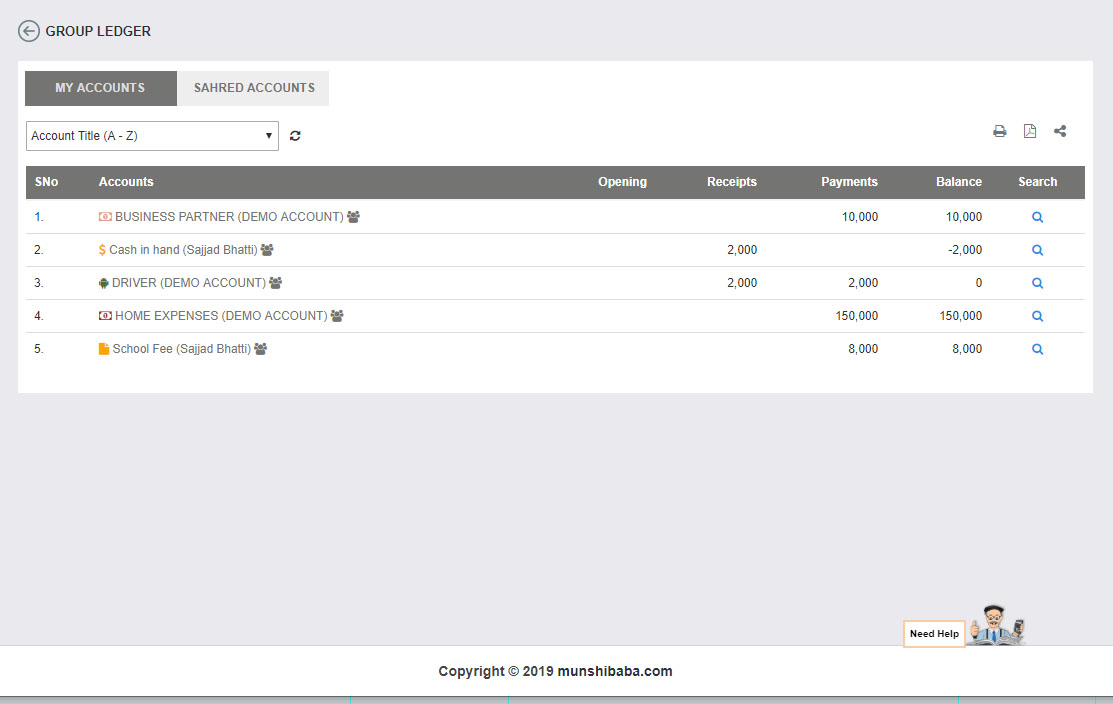 GROUP LEDGER
MY ACCOUNTS SAHRED ACCOUNTS
Account Title (A - Z)
SNo Accounts Opening Receipts Payments Balance Search
1. BUSINESS PARTNER (DEMO ACCOUNT) 10,000 10,000
2. $ Cash in hand (Sajjad Bhatti) 2,000 -2,000
3. DRIVER (DEMO ACCOUNT) 2,000 2,000 0
4. HOME EXPENSES (DEMO ACCOUNT) 150,000 150,000
5. School Fee (Sajjad Bhatti) 8,000 8,000
Need Help
Copyright © 2019 munshibaba.com